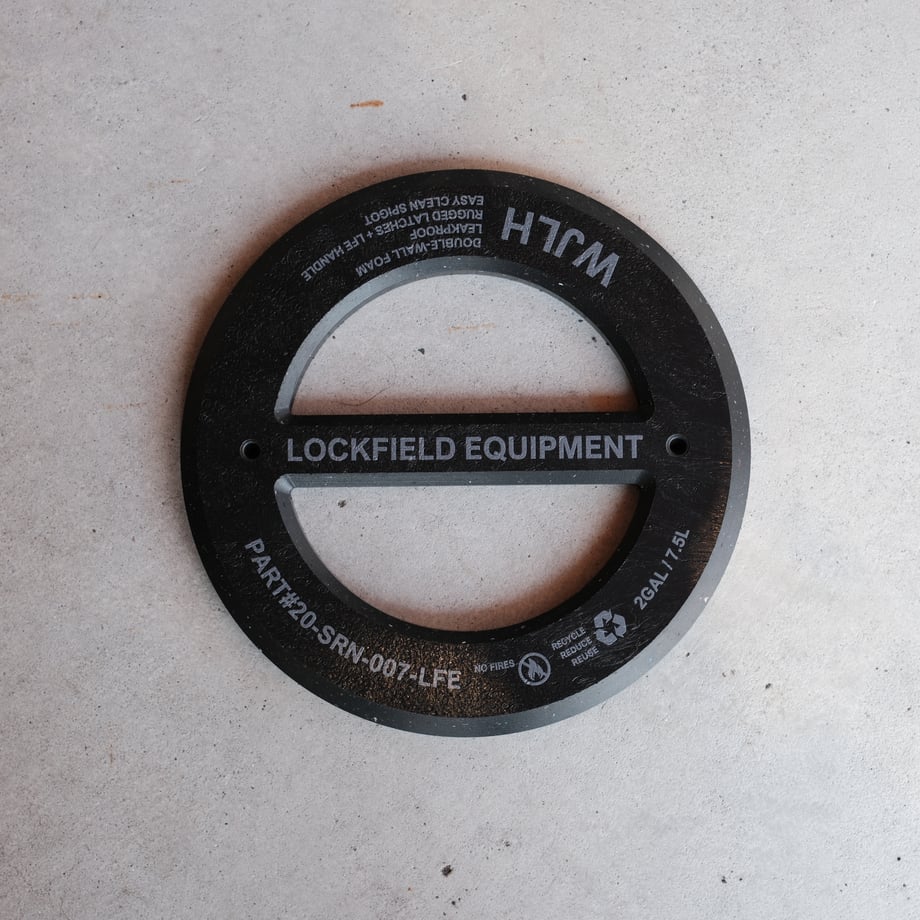 WJLH
DOUBLE-WALL FOAM
LEAKPROOF
RUGGED LATCHES + LFE HANDLE
EASY CLEAN SPIGOT
LOCKFIELD EQUIPMENT
PART#20-SRN-007-LFE
NO FIRES
RECYCLE
REDUCE
REUSE
2GAL / 7.5L